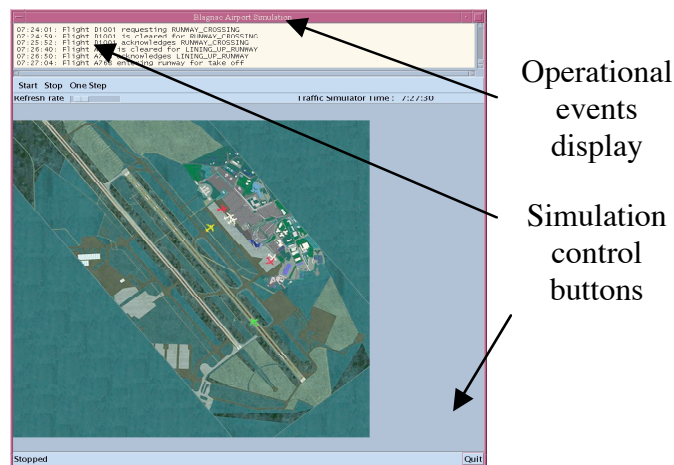 Blagnac Airport Simulation
07:24:01: Flight D1001 requesting RUNWAY_CROSSING
07:24:59: Flight D1001 is cleared for RUNWAY_CROSSING
07:25:52: Flight D1001 acknowledges RUNWAY_CROSSING
07:26:40: Flight is cleared for LINING_UP_RUNWAY
07:26:50: Flight acknowledges LINING_UP_RUNWAY
07:27:04: Flight entering runway for take off
Start Stop One Step
Refresh rate Traffic Simulator Time : 7:27:30
Operational
events
display
Simulation
control
buttons
Stopped Quit